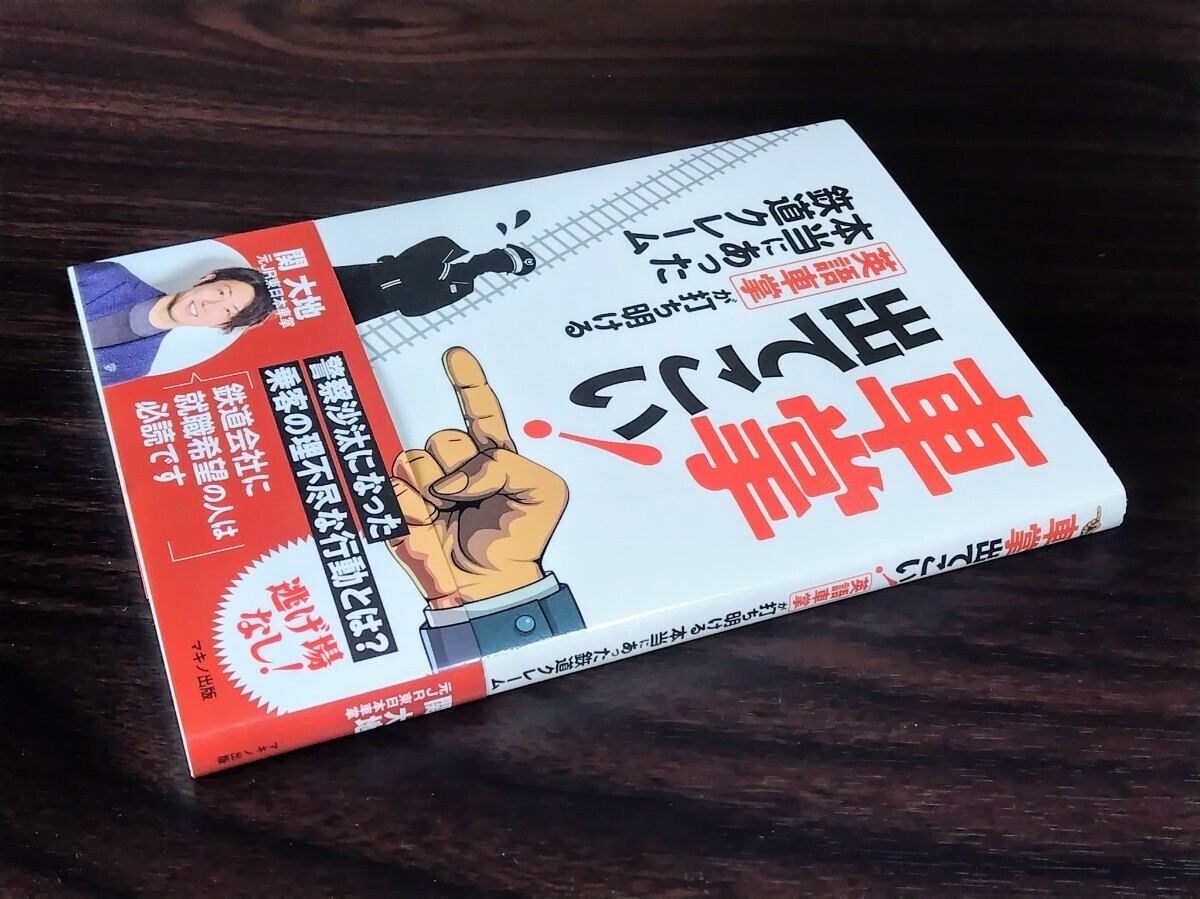 車掌
出てこい!
英語車掌が打ち明ける
本当にあった
鉄道クレーム
関 大地
元JR東日本車掌
警察沙汰になった
乗客の理不尽な行動とは?
「鉄道会社に
就職希望の人は
必読です」
逃げ場
なし!
マキノ出版
車掌出てこい! 英語車掌が打ち明ける本当にあった鉄道クレーム
関 大地
元JR東日本車掌
マキノ出版